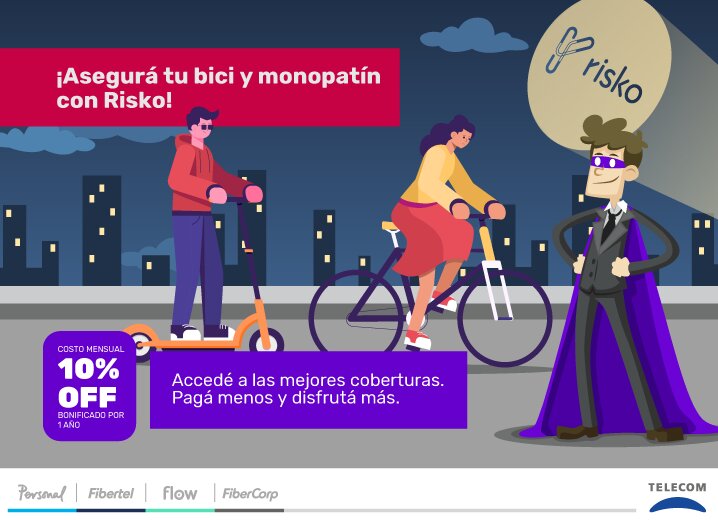 ¡Asegurá tu bici y monopatín
con Risko!
risko
COSTO MENSUAL
10%
OFF
BONIFICADO POR
1 AÑO
Accedé a las mejores coberturas.
Pagá menos y disfrutá más.
Personal
Fibertel
flow
FiberCorp
TELECOM